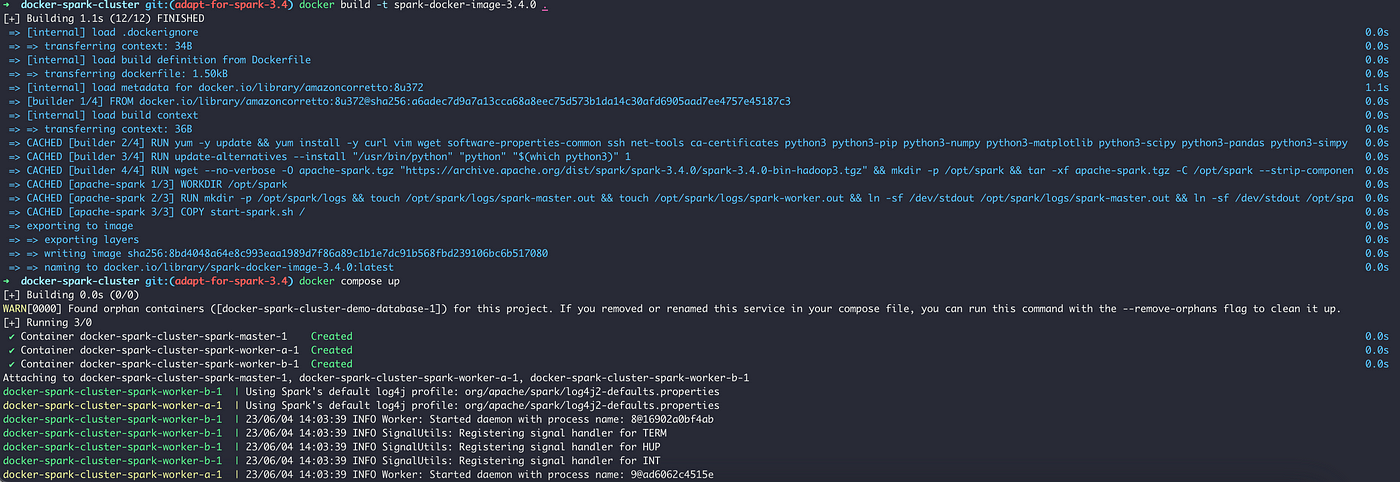 ➜ docker-spark-cluster git:(adapt-for-spark-3.4) docker build -t spark-docker-image-3.4.0 .
[+] Building 1.1s (12/12) FINISHED
=> [internal] load .dockerignore 0.0s
=> => transferring context: 34B 0.0s
=> [internal] load build definition from Dockerfile 0.0s
=> => transferring dockerfile: 1.50kB 0.0s
=> [internal] load metadata for docker.io/library/amazoncorretto:8u372 1.1s
=> [builder 1/4] FROM docker.io/library/amazoncorretto:8u372@sha256:a6adec7d9a7a13cca68a8eec75d573b1da14c30afd6905aad7ee4757e45187c3 0.0s
=> [internal] load build context 0.0s
=> => transferring context: 36B 0.0s
=> CACHED [builder 2/4] RUN yum -y update && yum install -y curl vim wget software-properties-common ssh net-tools ca-certificates python3 python3-pip python3-numpy python3-matplotlib python3-scipy python3-pandas python3-simpy 0.0s
=> CACHED [builder 3/4] RUN update-alternatives --install "/usr/bin/python" "python" "$(which python3)" 1 0.0s
=> CACHED [builder 4/4] RUN wget --no-verbose -O apache-spark.tgz "https://archive.apache.org/dist/spark/spark-3.4.0/spark-3.4.0-bin-hadoop3.tgz" && mkdir -p /opt/spark && tar -xf apache-spark.tgz -C /opt/spark --strip-componen 0.0s
=> CACHED [apache-spark 1/3] WORKDIR /opt/spark 0.0s
=> CACHED [apache-spark 2/3] RUN mkdir -p /opt/spark/logs && touch /opt/spark/logs/spark-master.out && touch /opt/spark/logs/spark-worker.out && ln -sf /dev/stdout /opt/spark/logs/spark-master.out && ln -sf /dev/stdout /opt/spa 0.0s
=> CACHED [apache-spark 3/3] COPY start-spark.sh / 0.0s
=> exporting to image 0.0s
=> => exporting layers 0.0s
=> => writing image sha256:8bd4048a64e8c993eaa1989d7f86a89c1b1e7dc91b568fbd239106bc6b517080 0.0s
=> => naming to docker.io/library/spark-docker-image-3.4.0:latest 0.0s
➜ docker-spark-cluster git:(adapt-for-spark-3.4) docker compose up
[+] Building 0.0s (0/0)
WARN[0000] Found orphan containers ([docker-spark-cluster-demo-database-1]) for this project. If you removed or renamed this service in your compose file, you can run this command with the --remove-orphans flag to clean it up.
[+] Running 3/0
✔ Container docker-spark-cluster-spark-master-1 Created 0.0s
✔ Container docker-spark-cluster-spark-worker-a-1 Created 0.0s
✔ Container docker-spark-cluster-spark-worker-b-1 Created 0.0s
Attaching to docker-spark-cluster-spark-master-1, docker-spark-cluster-spark-worker-a-1, docker-spark-cluster-spark-worker-b-1
docker-spark-cluster-spark-worker-b-1 | Using Spark's default log4j profile: org/apache/spark/log4j2-defaults.properties
docker-spark-cluster-spark-worker-a-1 | Using Spark's default log4j profile: org/apache/spark/log4j2-defaults.properties
docker-spark-cluster-spark-worker-b-1 | 23/06/04 14:03:39 INFO Worker: Started daemon with process name: 8@16902a0bf4ab
docker-spark-cluster-spark-worker-b-1 | 23/06/04 14:03:39 INFO SignalUtils: Registering signal handler for TERM
docker-spark-cluster-spark-worker-b-1 | 23/06/04 14:03:39 INFO SignalUtils: Registering signal handler for HUP
docker-spark-cluster-spark-worker-b-1 | 23/06/04 14:03:39 INFO SignalUtils: Registering signal handler for INT
docker-spark-cluster-spark-worker-a-1 | 23/06/04 14:03:39 INFO Worker: Started daemon with process name: 9@ad6062c4515e